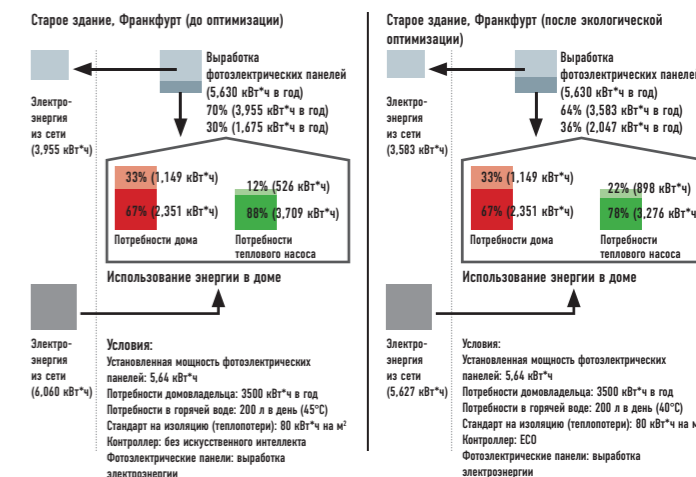 Старое здание, Франкфурт (до оптимизации)
Электро-
энергия
из сети
(3,955 кВт*ч)
Выработка
фотоэлектрических панелей
(5,630 кВт*ч в год)
70% (3,955 кВт*ч в год)
30% (1,675 кВт*ч в год)
33% (1,149 кВт*ч)
67% (2,351 кВт*ч)
Потребности дома
12% (526 кВт*ч)
88% (3,709 кВт*ч)
Потребности
теплового насоса
Использование энергии в доме
Электро-
энергия
из сети
(6,060 кВт*ч)
Условия:
Установленная мощность фотоэлектрических
панелей: 5,64 кВт*ч
Потребности домовладельца: 3500 кВт*ч в год
Потребности в горячей воде: 200 л в день (45°C)
Стандарт на изоляцию (теплопотери): 80 кВт*ч на м²
Контроллер: без искусственного интеллекта
Фотоэлектрические панели: выработка
электроэнергии
Старое здание, Франкфурт (после экологической
оптимизации)
Электро-
энергия
из сети
(3,583 кВт*ч)
Выработка
фотоэлектрических панелей
(5,630 кВт*ч в год)
64% (3,583 кВт*ч в год)
36% (2,047 кВт*ч в год)
33% (1,149 кВт*ч)
67% (2,351 кВт*ч)
Потребности дома
22% (898 кВт*ч)
78% (3,276 кВт*ч
Потребности
теплового насоса
Использование энергии в доме
Электро-
энергия
из сети
(5,627 кВт*ч)
Условия:
Установленная мощность фотоэлектрических
панелей: 5,64 кВт*ч
Потребности домовладельца: 3500 кВт*ч в год
Потребности в горячей воде: 200 л в день (40°C)
Стандарт на изоляцию (теплопотери): 80 кВт*ч на м
Контроллер: ECO
Фотоэлектрические панели: выработка
электроэнергии